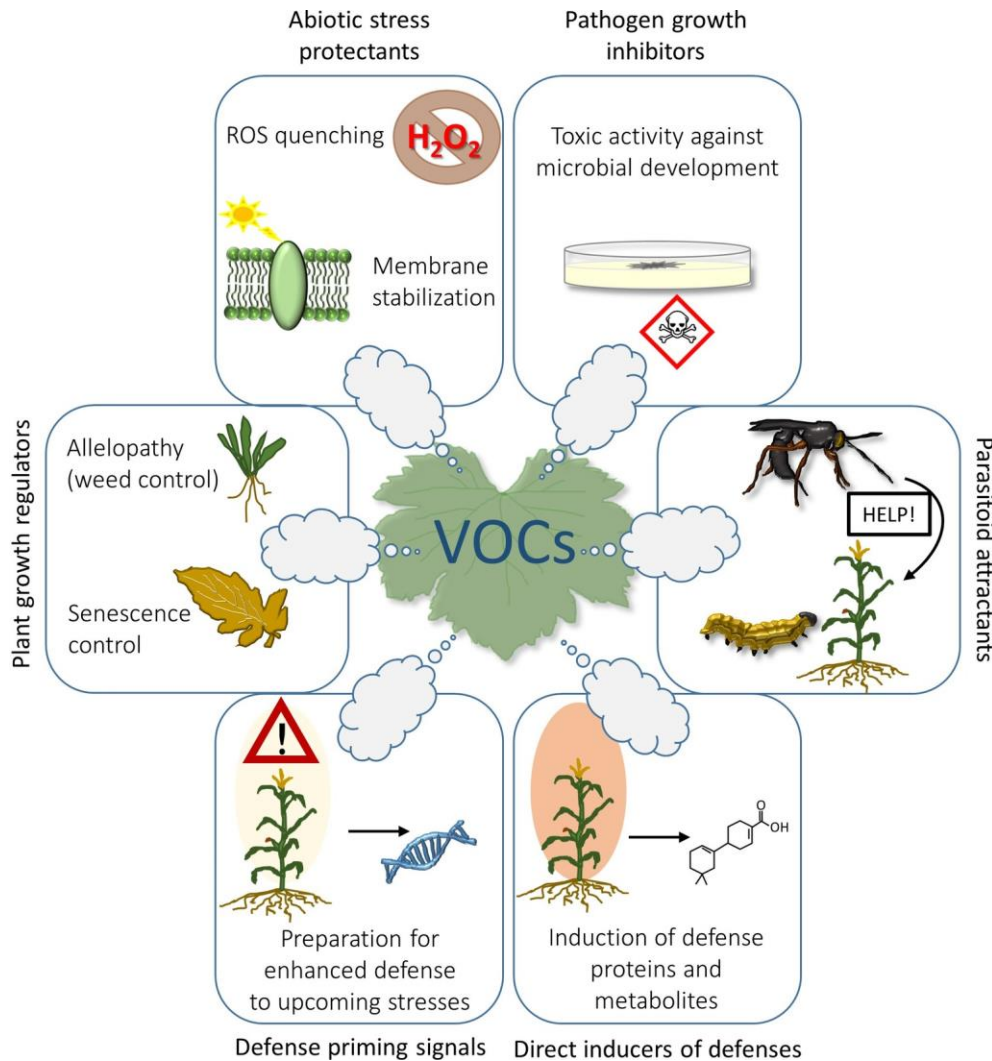 Abiotic stress
protectants
Pathogen growth
inhibitors
ROS quenching
H₂O₂
Membrane
stabilization
Toxic activity against
microbial development
Plant growth regulators
Allelopathy
(weed control)
Senescence
control
VOCs
HELP!
Parasitoid attractants
!
Preparation for
enhanced defense
to upcoming stresses
O
OH
Induction of defense
proteins and
metabolites
Defense priming signals
Direct inducers of defenses